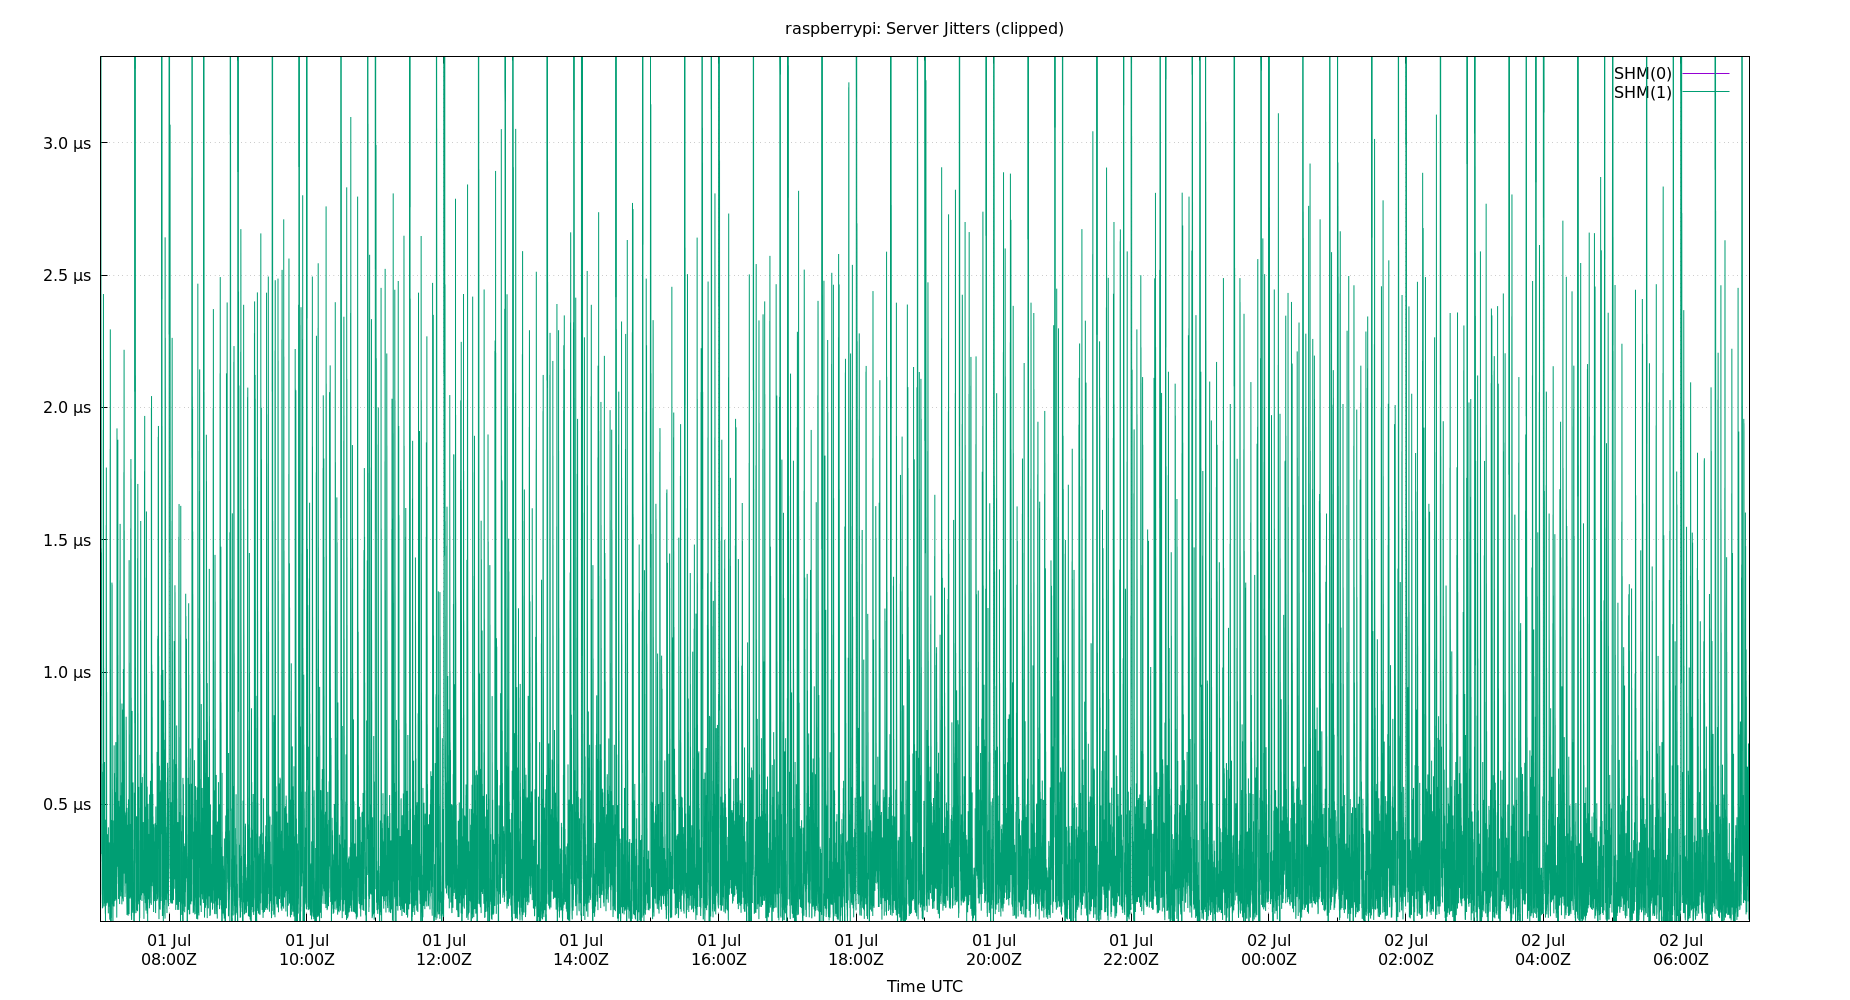 raspberrypi: Server Jitters (clipped)
SHM(0)
SHM(1)
3.0 µs
2.5 µs
2.0 µs
1.5 µs
1.0 µs
0.5 µs
01 Jul 01 Jul 01 Jul 01 Jul 01 Jul 01 Jul 01 Jul 01 Jul 02 Jul 02 Jul 02 Jul 02 Jul
08:00Z 10:00Z 12:00Z 14:00Z 16:00Z 18:00Z 20:00Z 22:00Z 00:00Z 02:00Z 04:00Z 06:00Z
Time UTC